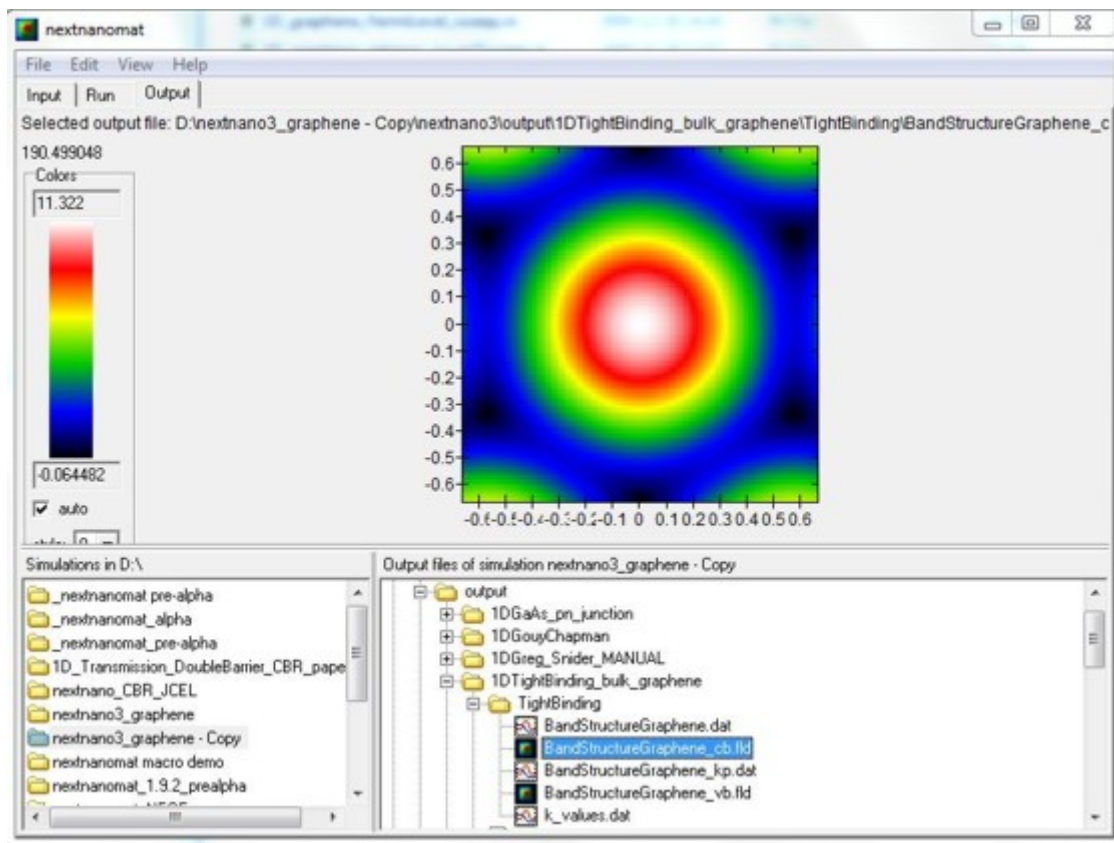 nextnanomat
File Edit View Help
Input Run Output
Selected output file: D:\nextnano3_graphene - Copy\nextnano3\output\1DTightBinding_bulk_graphene\TightBinding\BandStructureGraphene_c
190.499048
Colors
11.322
-0.064482
auto
0.6
0.5
0.4
0.3
0.2
0.1
0
-0.1
-0.2
-0.3
-0.4
-0.5
-0.6
-0.1 0 0.1 0.2 0.3 0.4 0.5 0.6
Simulations in D:\
_nextnanomat pre-alpha
_nextnanomat_alpha
_nextnanomat_pre-alpha
1D_Transmission_DoubleBarrier_CBR_pape
nextnano_CBR_JCEL
nextnano3_graphene
nextnano3_graphene - Copy
nextnanomat macro demo
nextnanomat_1.9.2_prealpha
Output files of simulation nextnano3_graphene - Copy
output
1DGaAs_pn_junction
1DGouyChapman
1DGreg_Snider_MANUAL
1DTightBinding_bulk_graphene
TightBinding
BandStructureGraphene.dat
BandStructureGraphene_cb.fld
BandStructureGraphene_kp.dat
BandStructureGraphene_vb.fld
k_values.dat